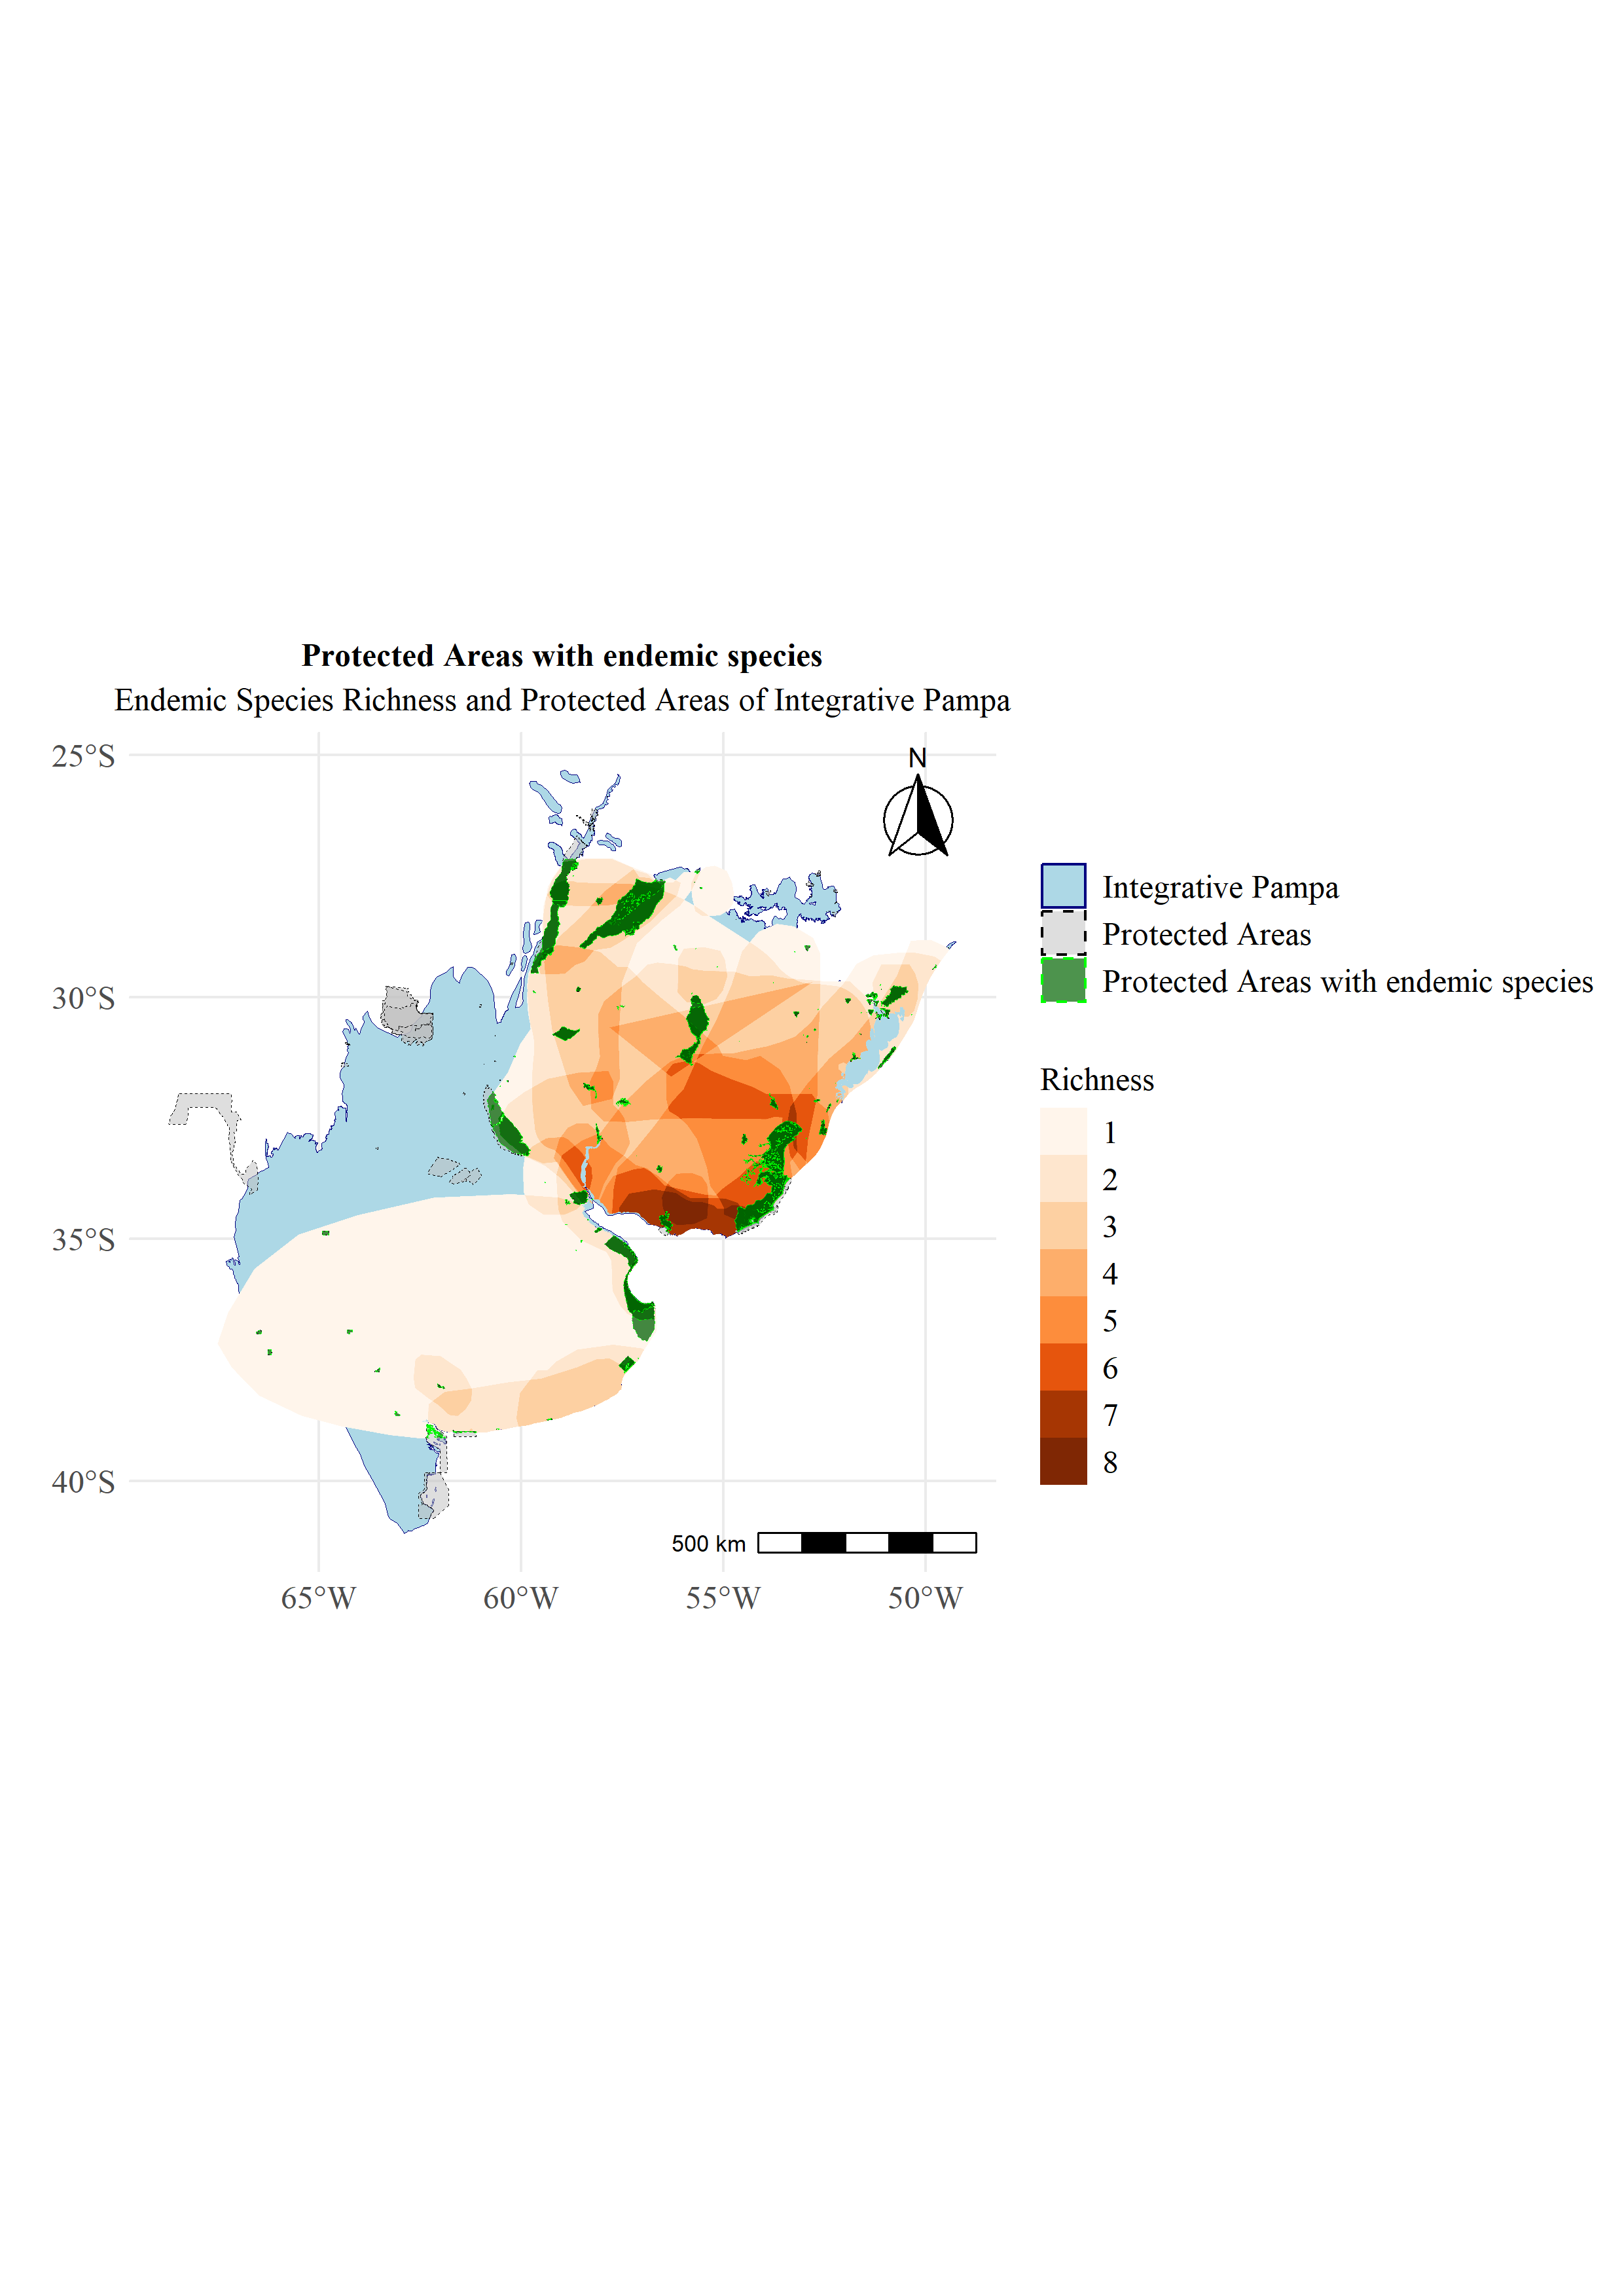 Protected Areas with endemic species
Endemic Species Richness and Protected Areas of Integrative Pampa
25°S
30°S
35°S
40°S
N
500 km
65°W
60°W
55°W
50°W
Integrative Pampa
Protected Areas
Protected Areas with endemic species
Richness
1
2
3
4
5
6
7
8